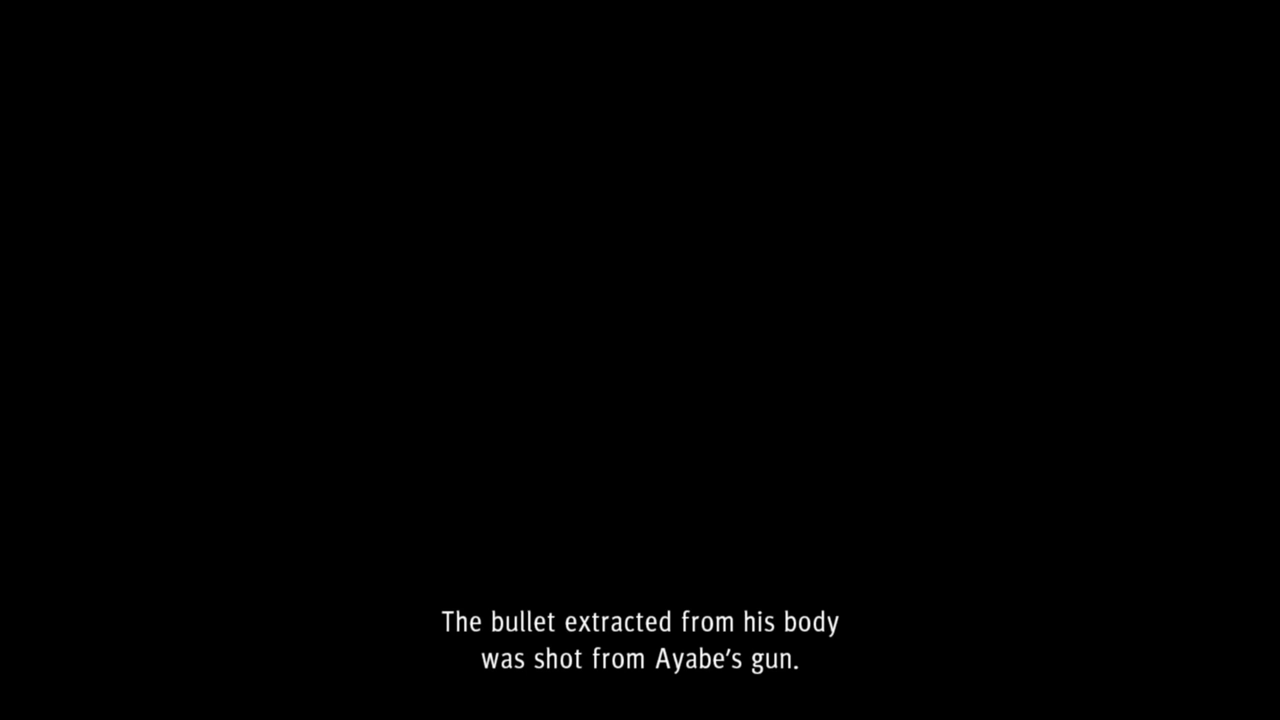 The bullet extracted from his body
was shot from Ayabe's gun.